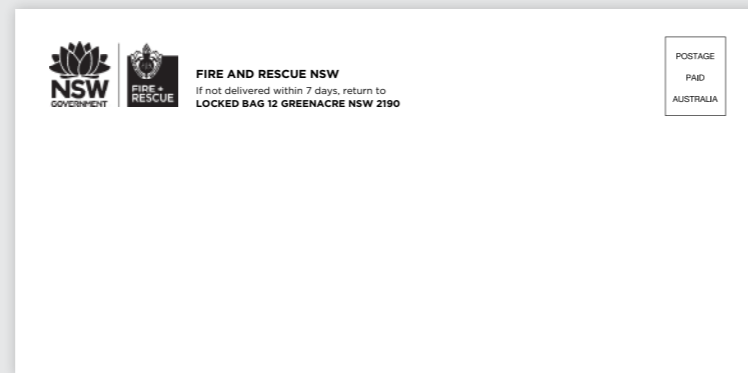 NSW
GOVERNMENT
FIRE +
RESCUE
FIRE AND RESCUE NSW
If not delivered within 7 days, return to
LOCKED BAG 12 GREENACRE NSW 2190
POSTAGE
PAID
AUSTRALIA